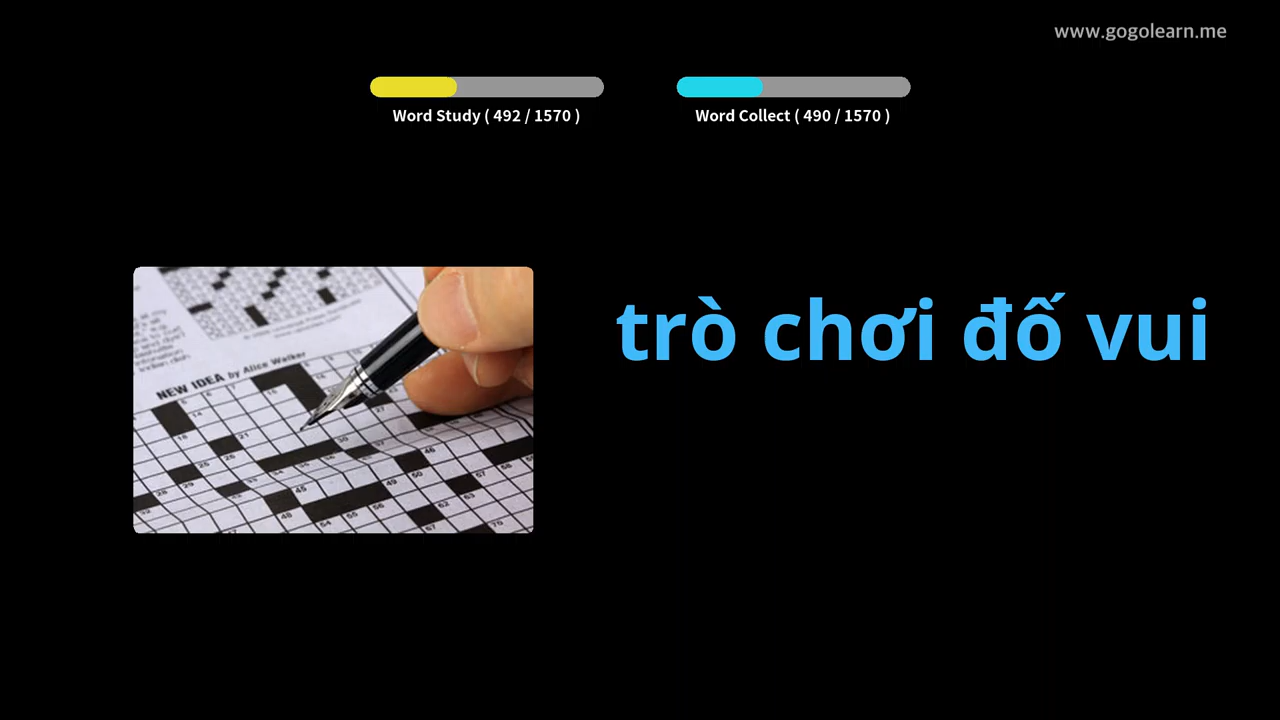 www.gogolearn.me
Word Study ( 492 / 1570 )
Word Collect ( 490 / 1570 )
trò chơi đố vui
NEW IDEA by Alice Walker